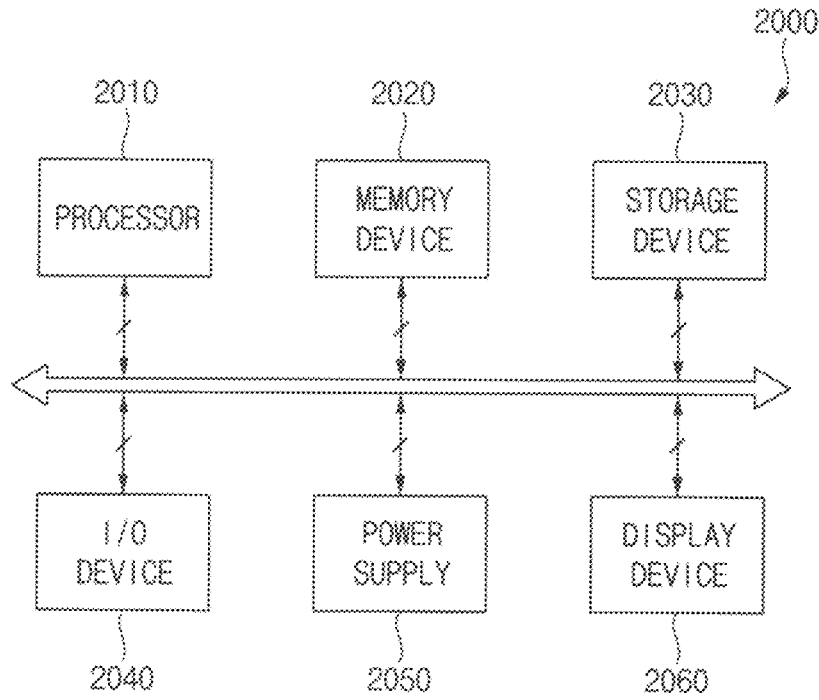 2000
2010
2020
2030
PROCESSOR
MEMORY
DEVICE
STORAGE
DEVICE
I/O
DEVICE
POWER
SUPPLY
DISPLAY
DEVICE
2040
2050
2060